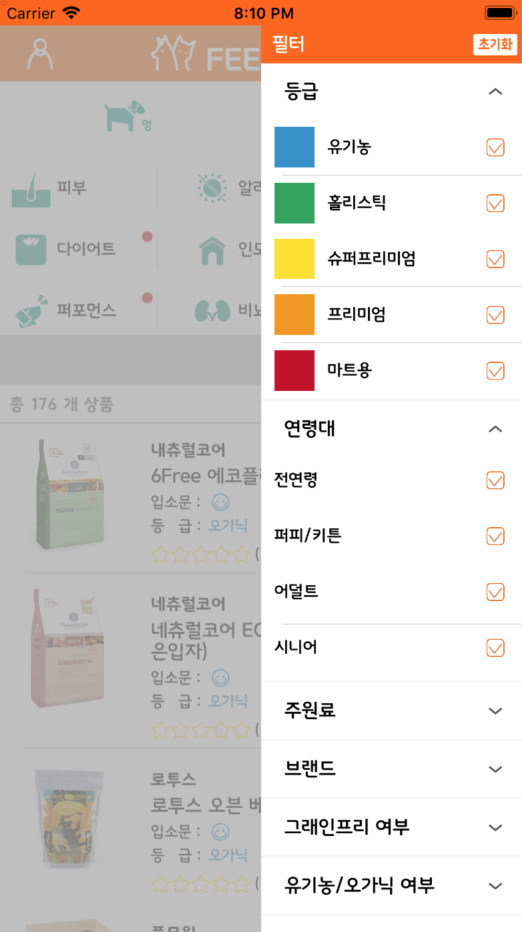 Carrier
8:10 PM
FEE
필터
초기화
멍
피부
알러
다이어트
인도
퍼포먼스
비뇨
총 176 개 상품
내츄럴코어
6Free 에코플
입소문 :
등 급 : 오가닉
네츄럴코어
네츄럴코어 EC
은입자)
입소문 :
등 급 : 오가닉
로투스
로투스 오븐 베
입소문 :
등 급 : 오가닉
등급
유기농
홀리스틱
슈퍼프리미엄
프리미엄
마트용
연령대
전연령
퍼피/키튼
어덜트
시니어
주원료
브랜드
그래인프리 여부
유기농/오가닉 여부